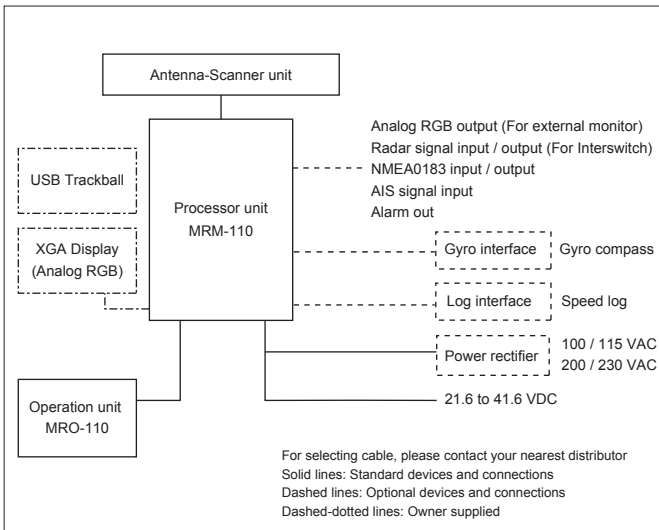 Antenna-Scanner unit
Analog RGB output (For external monitor)
Radar signal input / output (For Interswitch)
NMEA0183 input / output
AIS signal input
Alarm out
USB Trackball
Processor unit
MRM-110
XGA Display
(Analog RGB)
Gyro interface
Gyro compass
Log interface
Speed log
Power rectifier
100 / 115 VAC
200 / 230 VAC
Operation unit
MRO-110
21.6 to 41.6 VDC
For selecting cable, please contact your nearest distributor
Solid lines: Standard devices and connections
Dashed lines: Optional devices and connections
Dashed-dotted lines: Owner supplied